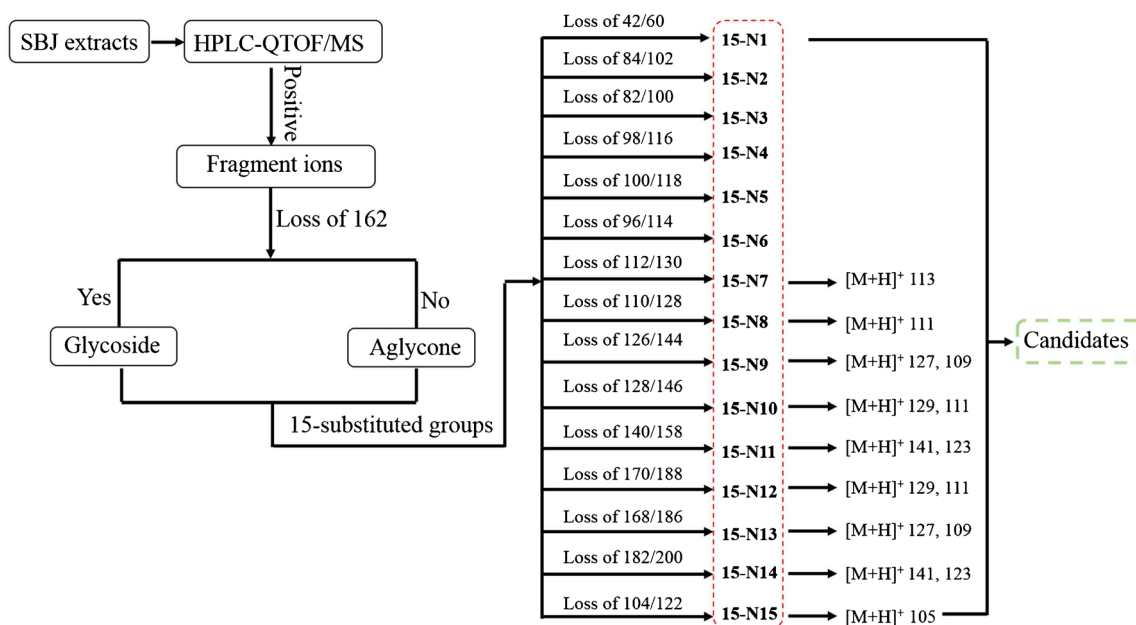 SBJ extracts
HPLC-QTOF/MS
Positive
Fragment ions
Loss of 162
Yes
No
Glycoside
Aglycone
15-substituted groups
Loss of 42/60
15-N1
Loss of 84/102
15-N2
Loss of 82/100
15-N3
Loss of 98/116
15-N4
Loss of 100/118
15-N5
Loss of 96/114
15-N6
Loss of 112/130
15-N7
[M+H]⁺ 113
Loss of 110/128
15-N8
[M+H]⁺ 111
Loss of 126/144
15-N9
[M+H]⁺ 127, 109
Loss of 128/146
15-N10
[M+H]⁺ 129, 111
Loss of 140/158
15-N11
[M+H]⁺ 141, 123
Loss of 170/188
15-N12
[M+H]⁺ 129, 111
Loss of 168/186
15-N13
[M+H]⁺ 127, 109
Loss of 182/200
15-N14
[M+H]⁺ 141, 123
Loss of 104/122
15-N15
[M+H]⁺ 105
Candidates